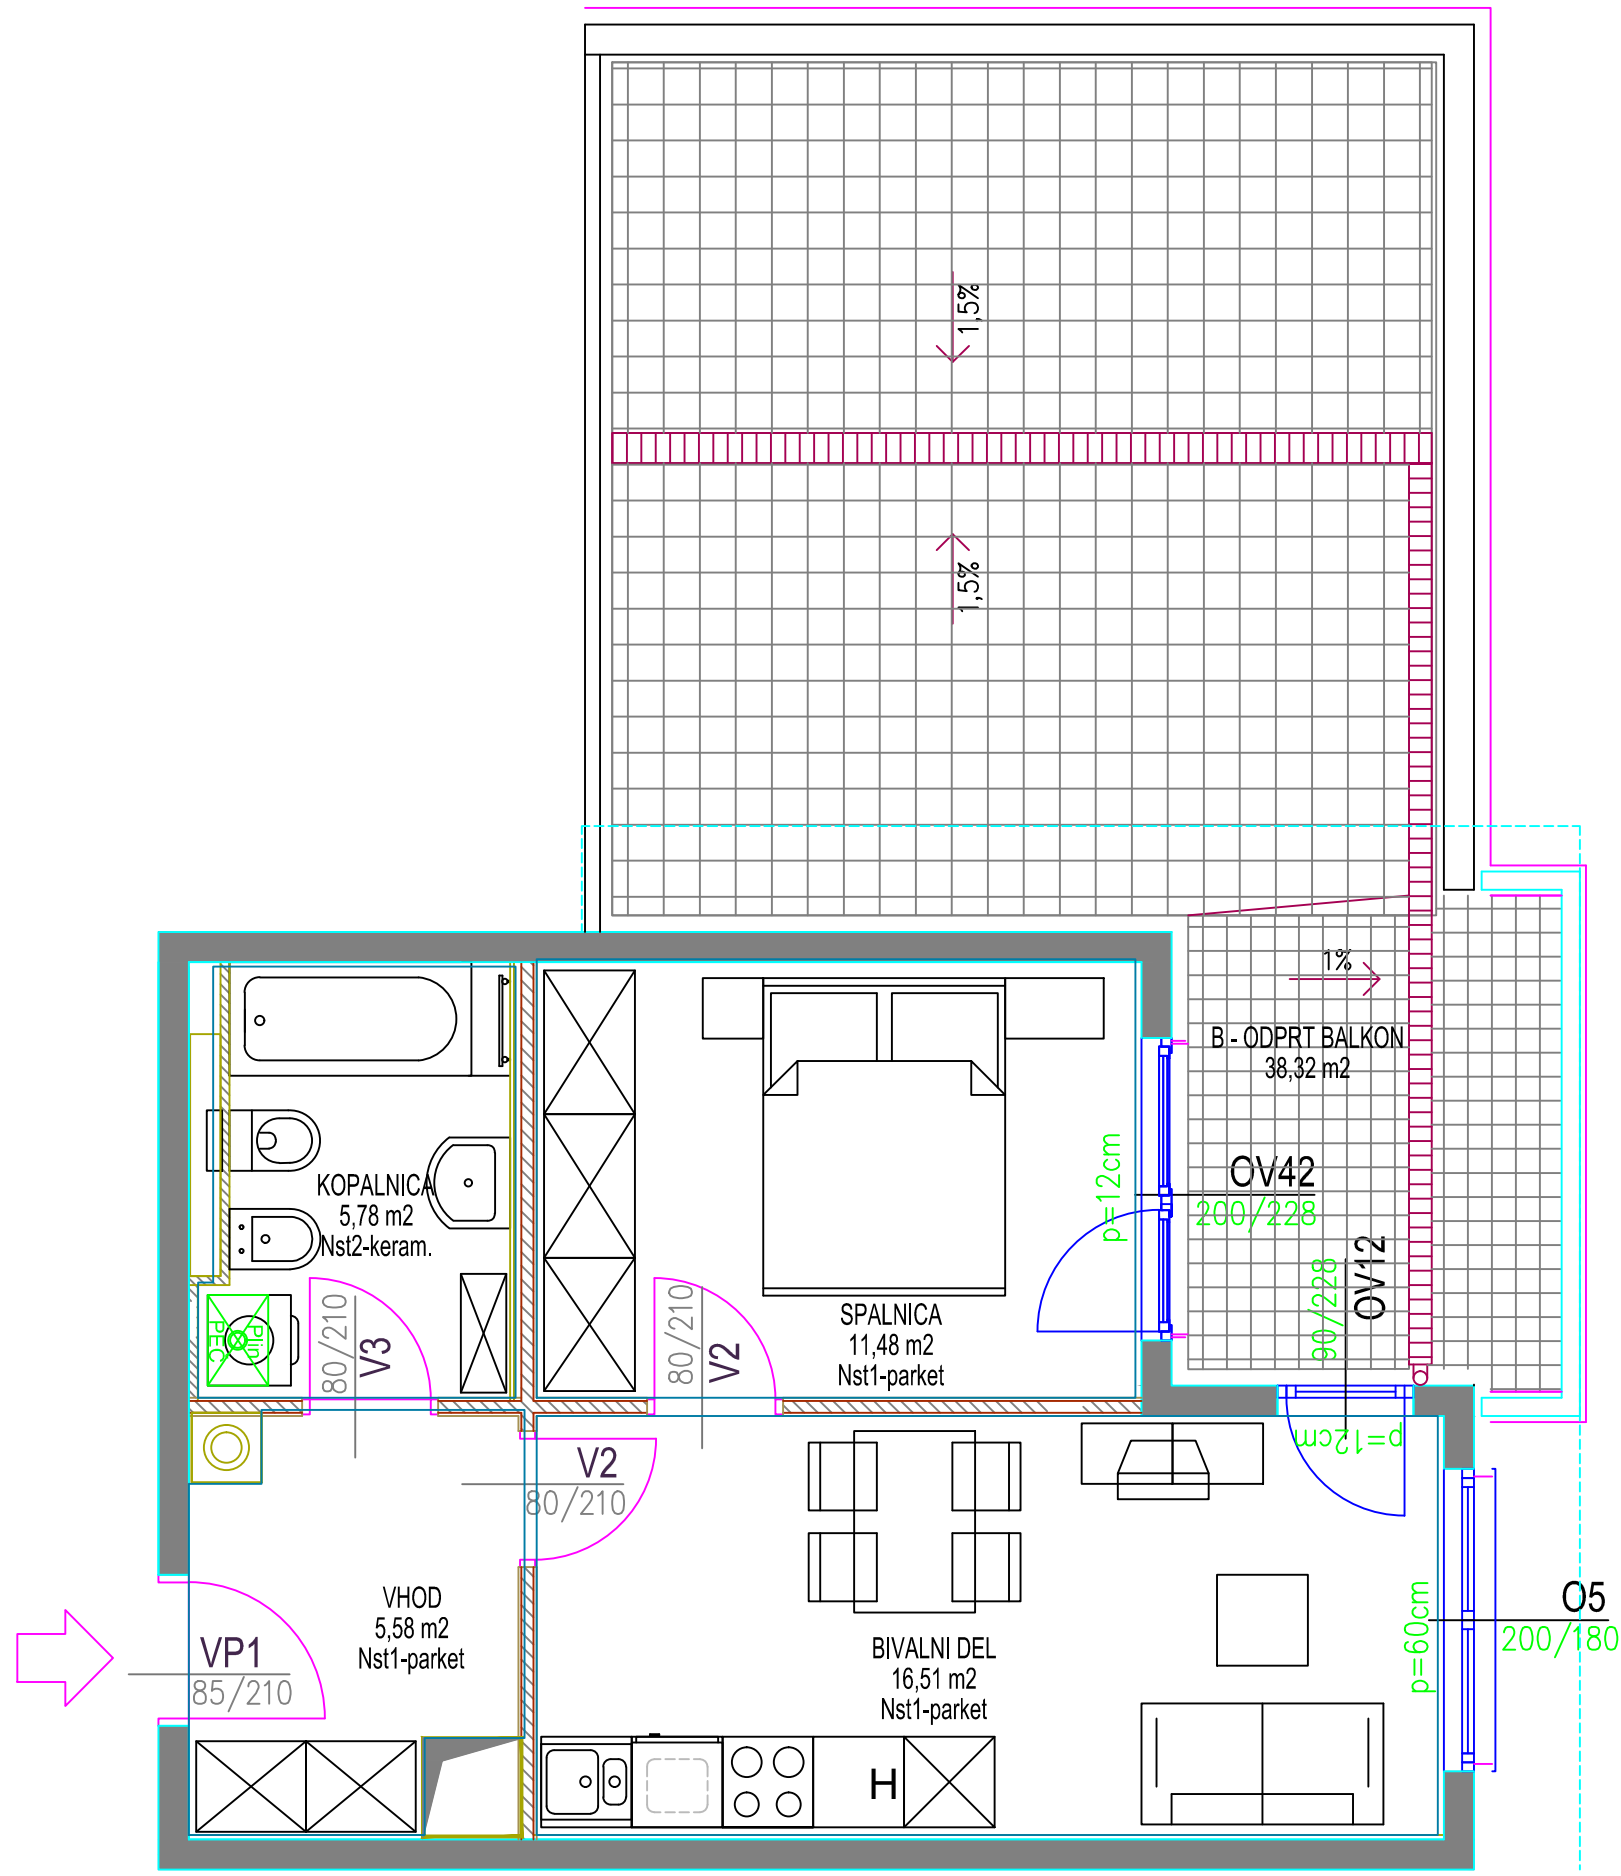 1,5%
1,5%
1%
B - ODPRT BALKON
38,32 m2
p=12cm
OV42
200/228
90/228
OV12
p=12cm
KOPALNICA
5,78 m2
Nst2-keram.
PEC
Plin
80/210
V3
80/210
V2
SPALNICA
11,48 m2
Nst1-parket
V2
80/210
VHOD
5,58 m2
Nst1-parket
VP1
85/210
BIVALNI DEL
16,51 m2
Nst1-parket
H
p=60cm
O5
200/180